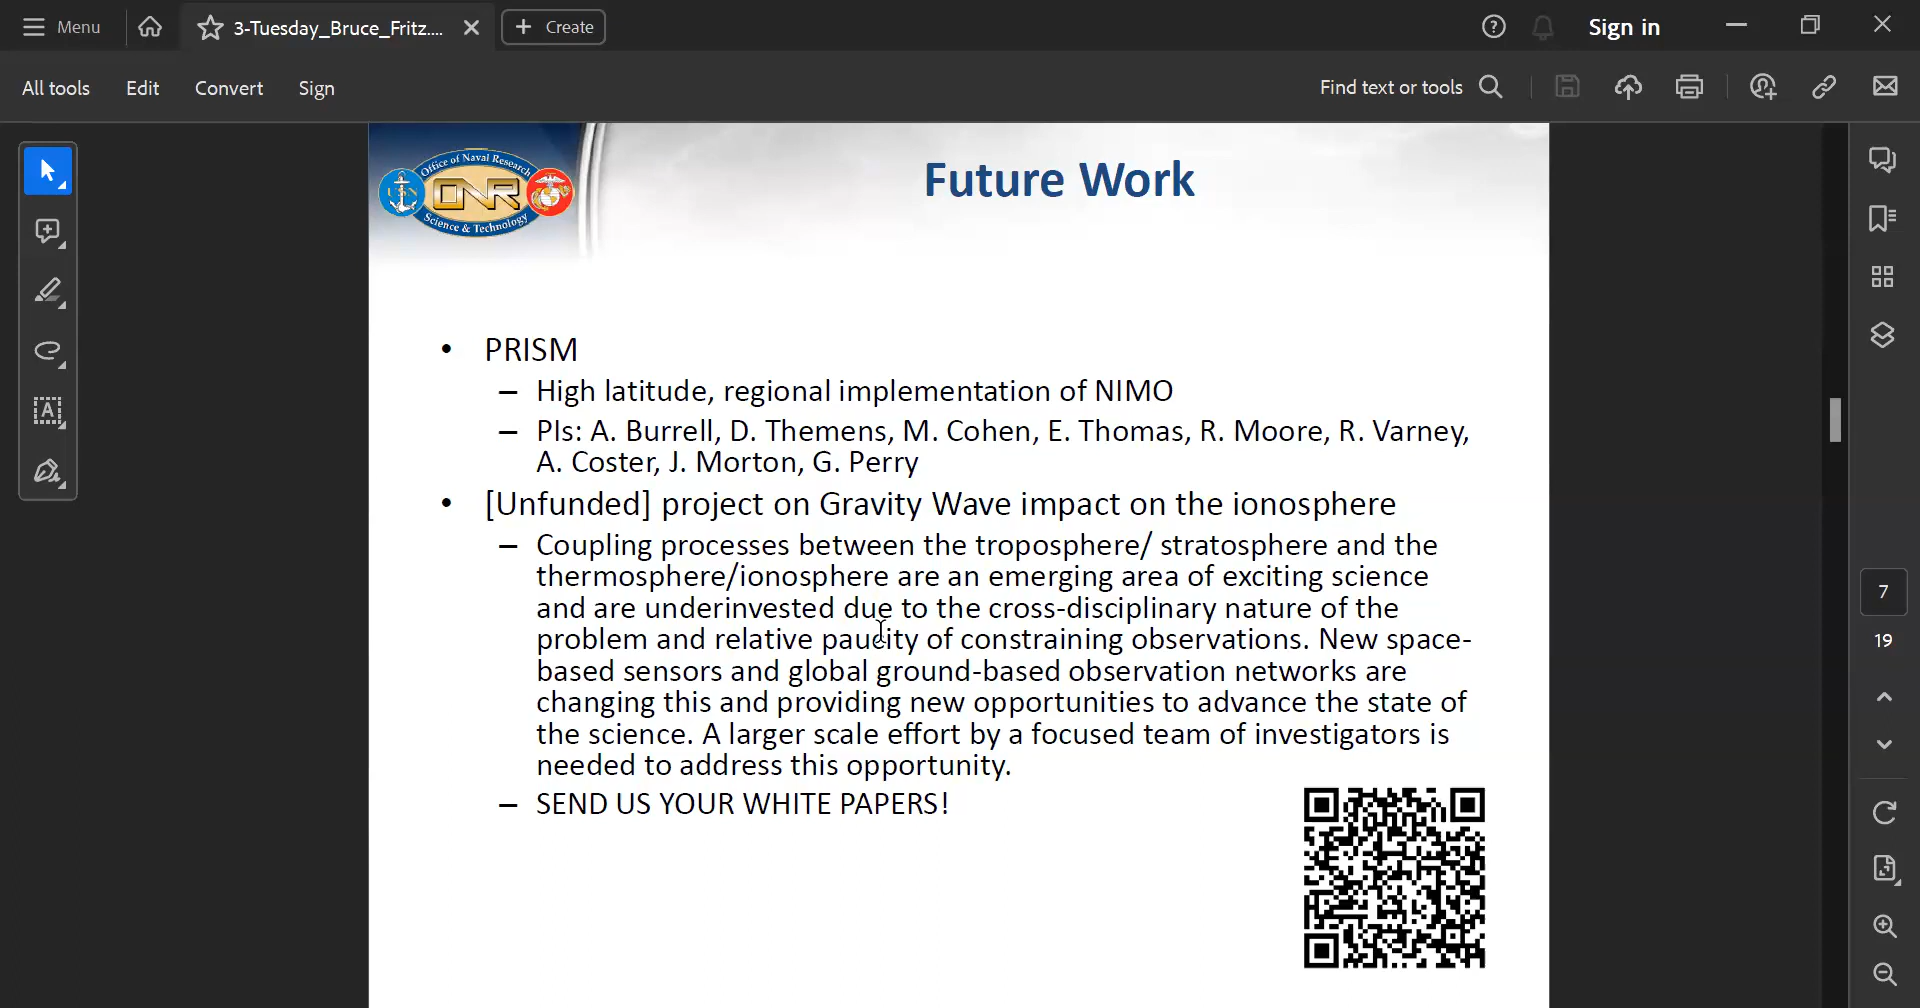 Menu
3-Tuesday_Bruce_Fritz....
Create
Sign in
All tools
Edit
Convert
Sign
Find text or tools
Office of Naval Research
USN
ONR
Science & Technology
Future Work
• PRISM
– High latitude, regional implementation of NIMO
– PIs: A. Burrell, D. Themens, M. Cohen, E. Thomas, R. Moore, R. Varney,
A. Coster, J. Morton, G. Perry
• [Unfunded] project on Gravity Wave impact on the ionosphere
– Coupling processes between the troposphere/ stratosphere and the
thermosphere/ionosphere are an emerging area of exciting science
and are underinvested due to the cross-disciplinary nature of the
problem and relative paucity of constraining observations. New space-
based sensors and global ground-based observation networks are
changing this and providing new opportunities to advance the state of
the science. A larger scale effort by a focused team of investigators is
needed to address this opportunity.
– SEND US YOUR WHITE PAPERS!
7
19